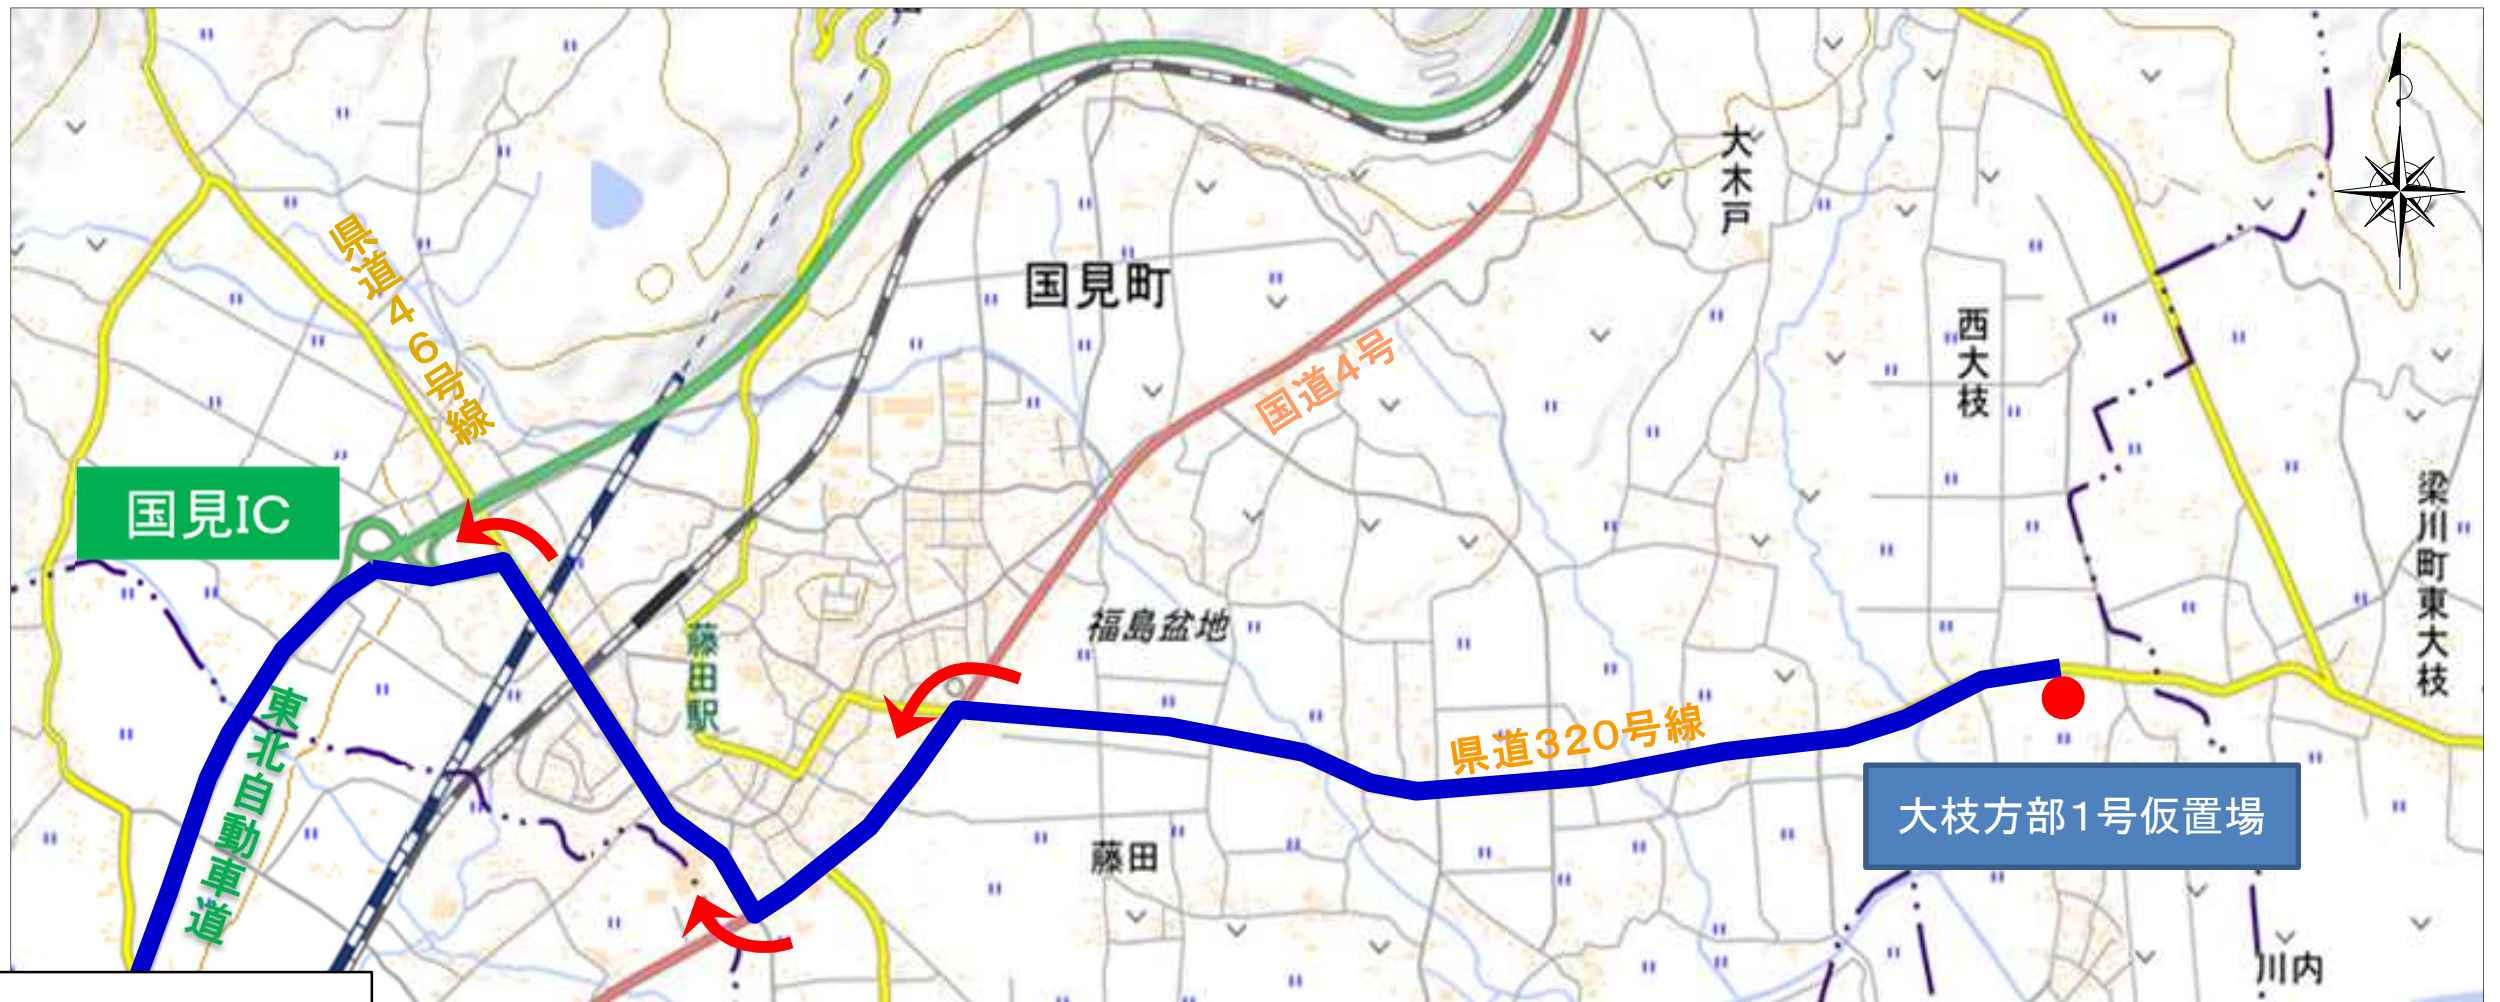 大木戸
県道46号線
国見町
西大枝
国道4号
国見IC
梁川町東大枝
福島盆地
藤田駅
東北自動車道
県道320号線
大枝方部1号仮置場
藤田
川内